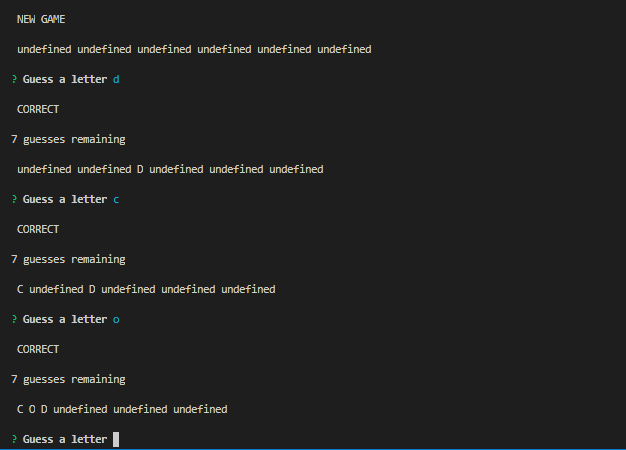 NEW GAME
undefined undefined undefined undefined undefined undefined
? Guess a letter d
CORRECT
7 guesses remaining
undefined undefined D undefined undefined undefined
? Guess a letter c
CORRECT
7 guesses remaining
C undefined D undefined undefined undefined
? Guess a letter o
CORRECT
7 guesses remaining
C O D undefined undefined undefined
? Guess a letter